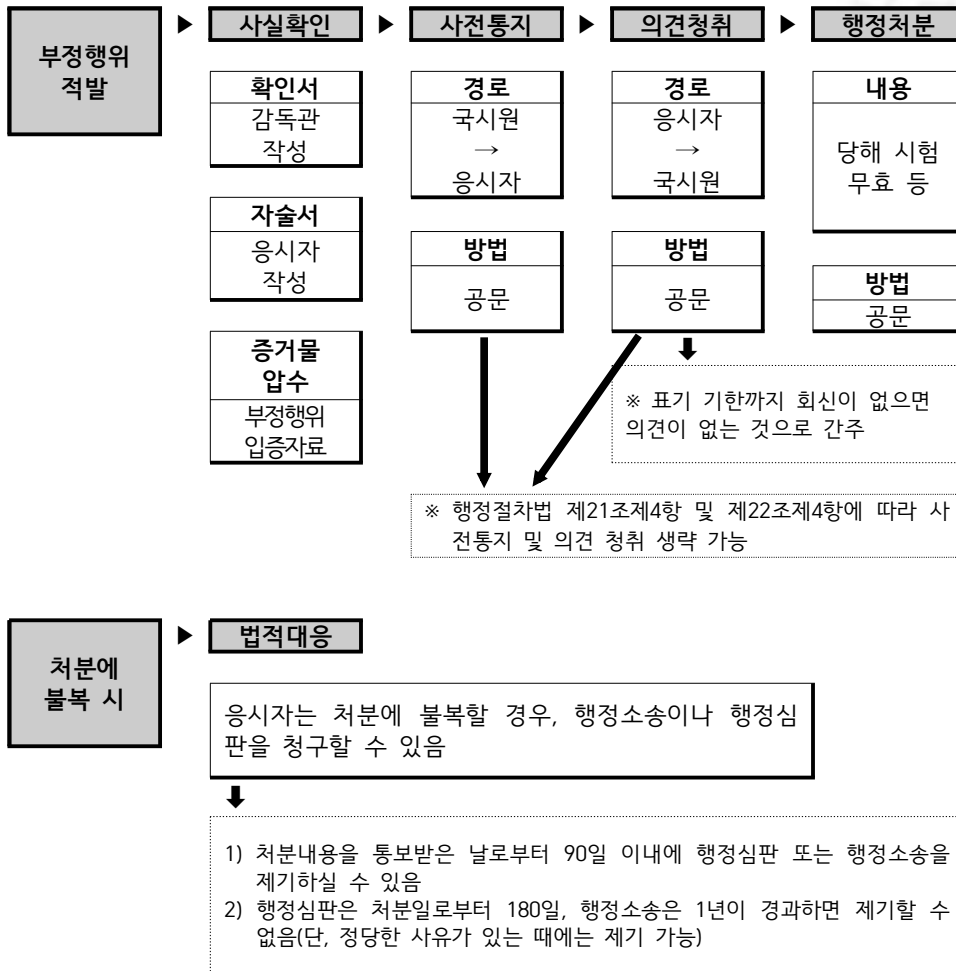 부정행위
적발
▶ 사실확인 ▶ 사전통지 ▶ 의견청취 ▶ 행정처분
확인서
감독관
작성
자술서
응시자
작성
증거물
압수
부정행위
입증자료
경로
국시원
→
응시자
방법
공문
경로
응시자
→
국시원
방법
공문
내용
당해 시험
무효 등
방법
공문
※ 표기 기한까지 회신이 없으면
의견이 없는 것으로 간주
※ 행정절차법 제21조제4항 및 제22조제4항에 따라 사
전통지 및 의견 청취 생략 가능
처분에
불복 시
▶ 법적대응
응시자는 처분에 불복할 경우, 행정소송이나 행정심
판을 청구할 수 있음
1) 처분내용을 통보받은 날로부터 90일 이내에 행정심판 또는 행정소송을
제기하실 수 있음
2) 행정심판은 처분일로부터 180일, 행정소송은 1년이 경과하면 제기할 수
없음(단, 정당한 사유가 있는 때에는 제기 가능)